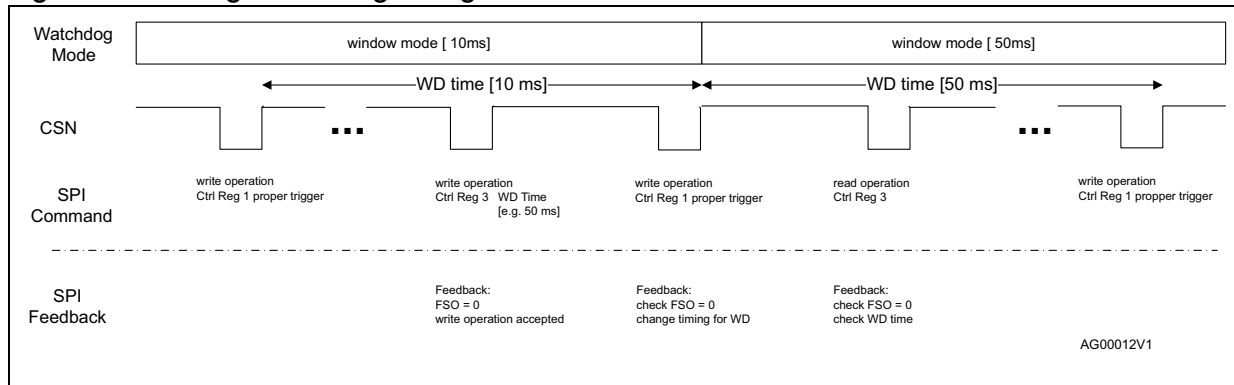 Watchdog
Mode
window mode [ 10ms]
window mode [ 50ms]
WD time [10 ms]
WD time [50 ms]
CSN
...
...
SPI
Command
write operation
Ctrl Reg 1 proper trigger
write operation
Ctrl Reg 3 WD Time
[e.g. 50 ms]
write operation
Ctrl Reg 1 proper trigger
read operation
Ctrl Reg 3
write operation
Ctrl Reg 1 propper trigger
SPI
Feedback
Feedback:
FSO = 0
write operation accepted
Feedback:
check FSO = 0
change timing for WD
Feedback:
check FSO = 0
check WD time
AG00012V1